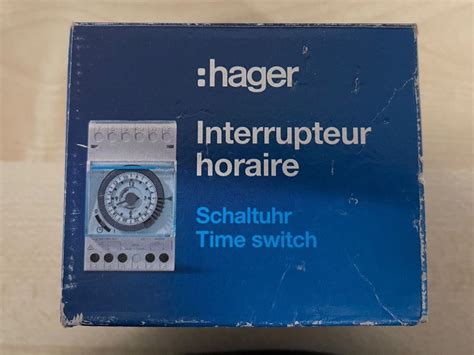 :hager
Interrupteur
horaire
Schaltuhr
Time switch